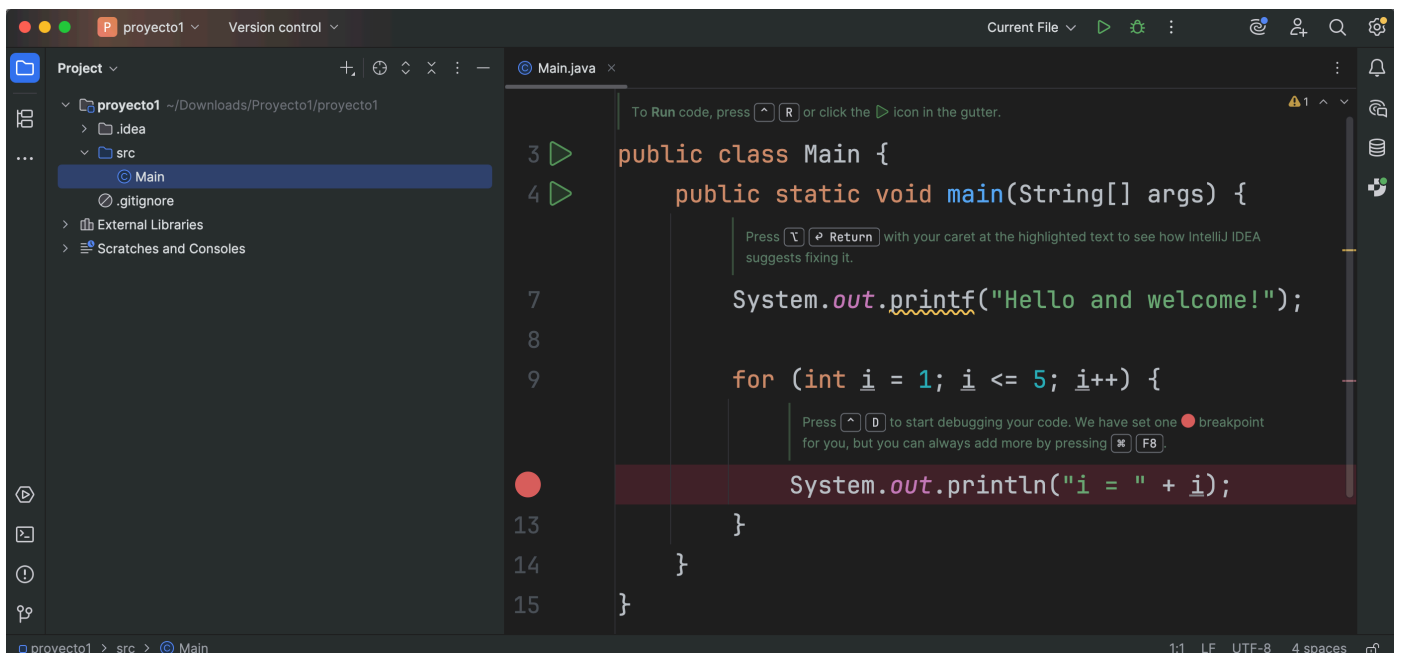 P proyecto1 Version control Current File
Project
Main.java
proyecto1 ~/Downloads/Proyecto1/proyecto1
.idea
src
Main
.gitignore
External Libraries
Scratches and Consoles
1
To Run code, press ^ R or click the icon in the gutter.
3 public class Main {
4 public static void main(String[] args) {
Press ⌥ ⏎ Return with your caret at the highlighted text to see how IntelliJ IDEA
suggests fixing it.
7 System.out.printf("Hello and welcome!");
8
9 for (int i = 1; i <= 5; i++) {
Press ^ D to start debugging your code. We have set one breakpoint
for you, but you can always add more by pressing ⌘ F8.
System.out.println("i = " + i);
13 }
14 }
15 }
proyecto1 > src > Main 1:1 LF UTF-8 4 spaces